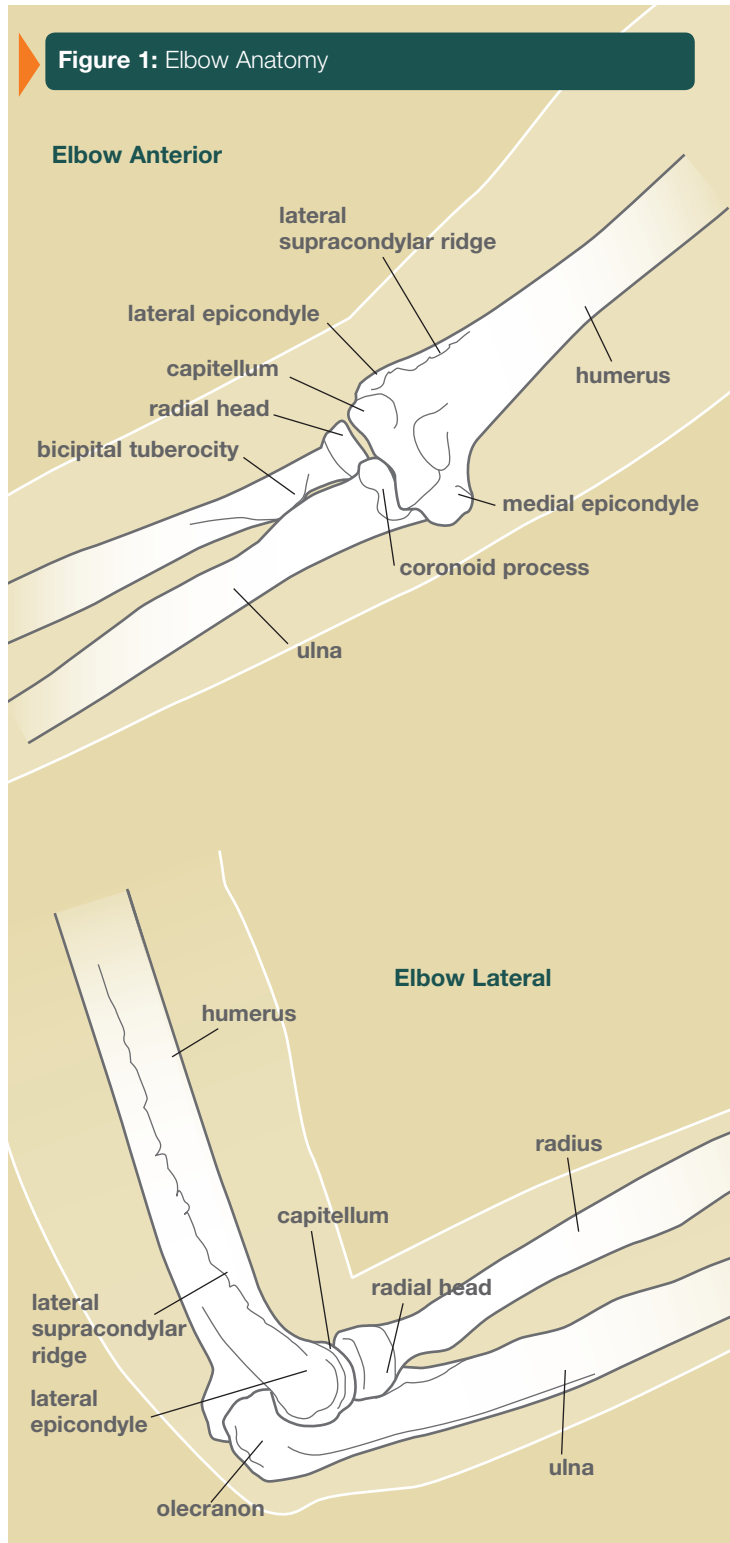 Figure 1: Elbow Anatomy
Elbow Anterior
lateral
supracondylar ridge
lateral epicondyle
capitellum
humerus
radial head
bicipital tuberocity
medial epicondyle
coronoid process
ulna
Elbow Lateral
humerus
radius
capitellum
radial head
lateral
supracondylar
ridge
lateral
epicondyle
ulna
olecranon